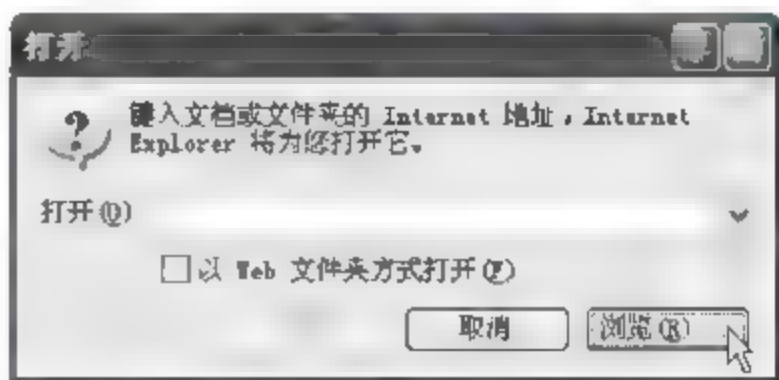 打开
键入文档或文件夹的 Internet 地址，Internet
Explorer 将为您打开它。
打开(O)
以 Web 文件夹方式打开(F)
取消
浏览(R)